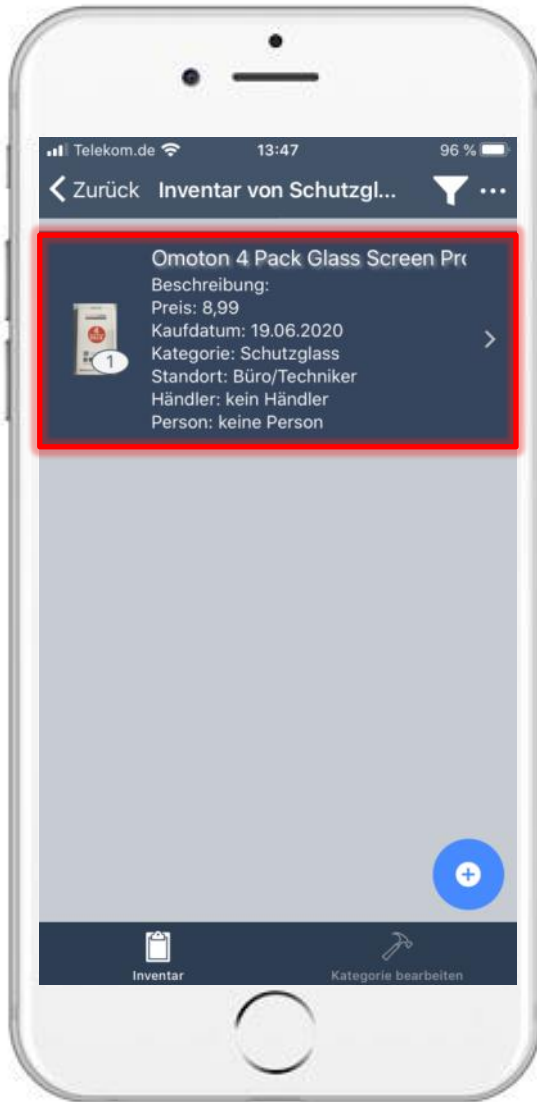 Telekom.de 13:47 96 %
Zurück Inventar von Schutzgl...
Omoton 4 Pack Glass Screen Pro
Beschreibung:
Preis: 8,99
Kaufdatum: 19.06.2020
Kategorie: Schutzglass
1
Standort: Büro/Techniker
Händler: kein Händler
Person: keine Person
Inventar
Kategorie bearbeiten